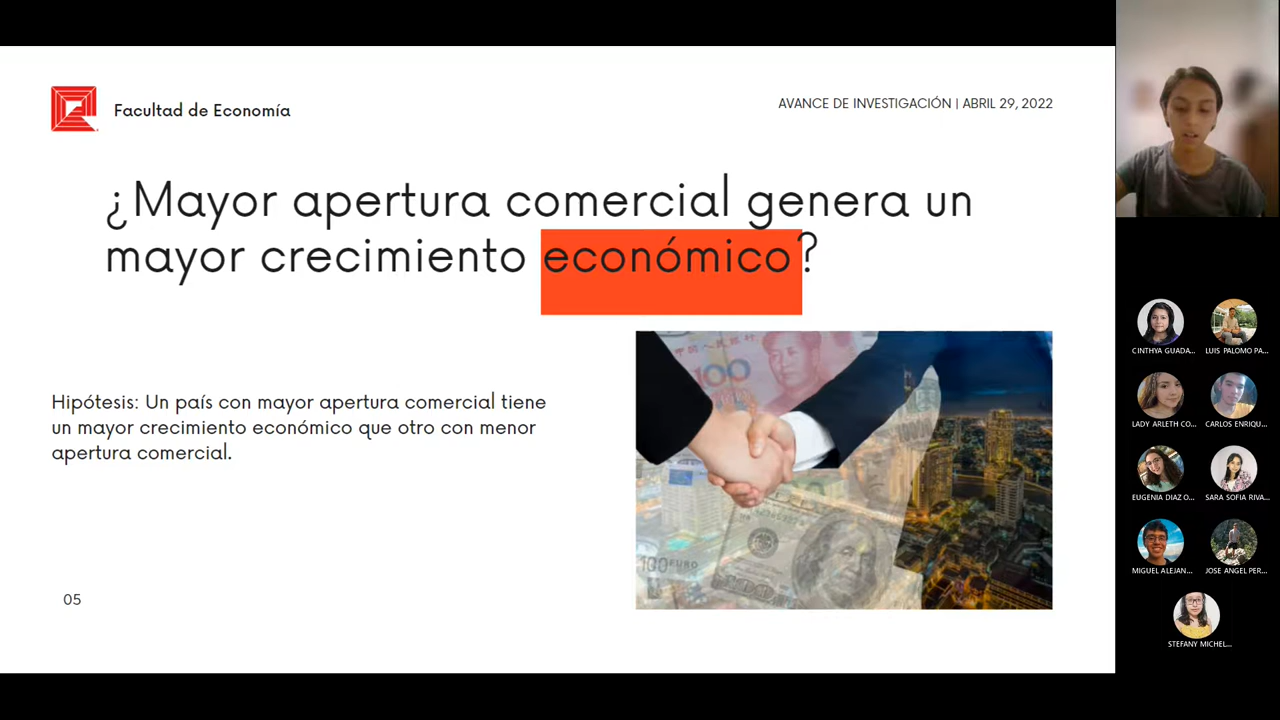 Facultad de Economía
AVANCE DE INVESTIGACIÓN | ABRIL 29, 2022
¿Mayor apertura comercial genera un
mayor crecimiento económico?
Hipótesis: Un país con mayor apertura comercial tiene
un mayor crecimiento económico que otro con menor
apertura comercial.
100
100 EURO
05
CINTHYA GUADA...
LUIS PALOMO PA...
LADY ARLETH CO...
CARLOS ENRIQU...
EUGENIA DIAZ O...
SARA SOFIA RIVA...
MIGUEL ALEJAN...
JOSE ANGEL PER...
STEFANY MICHEL...